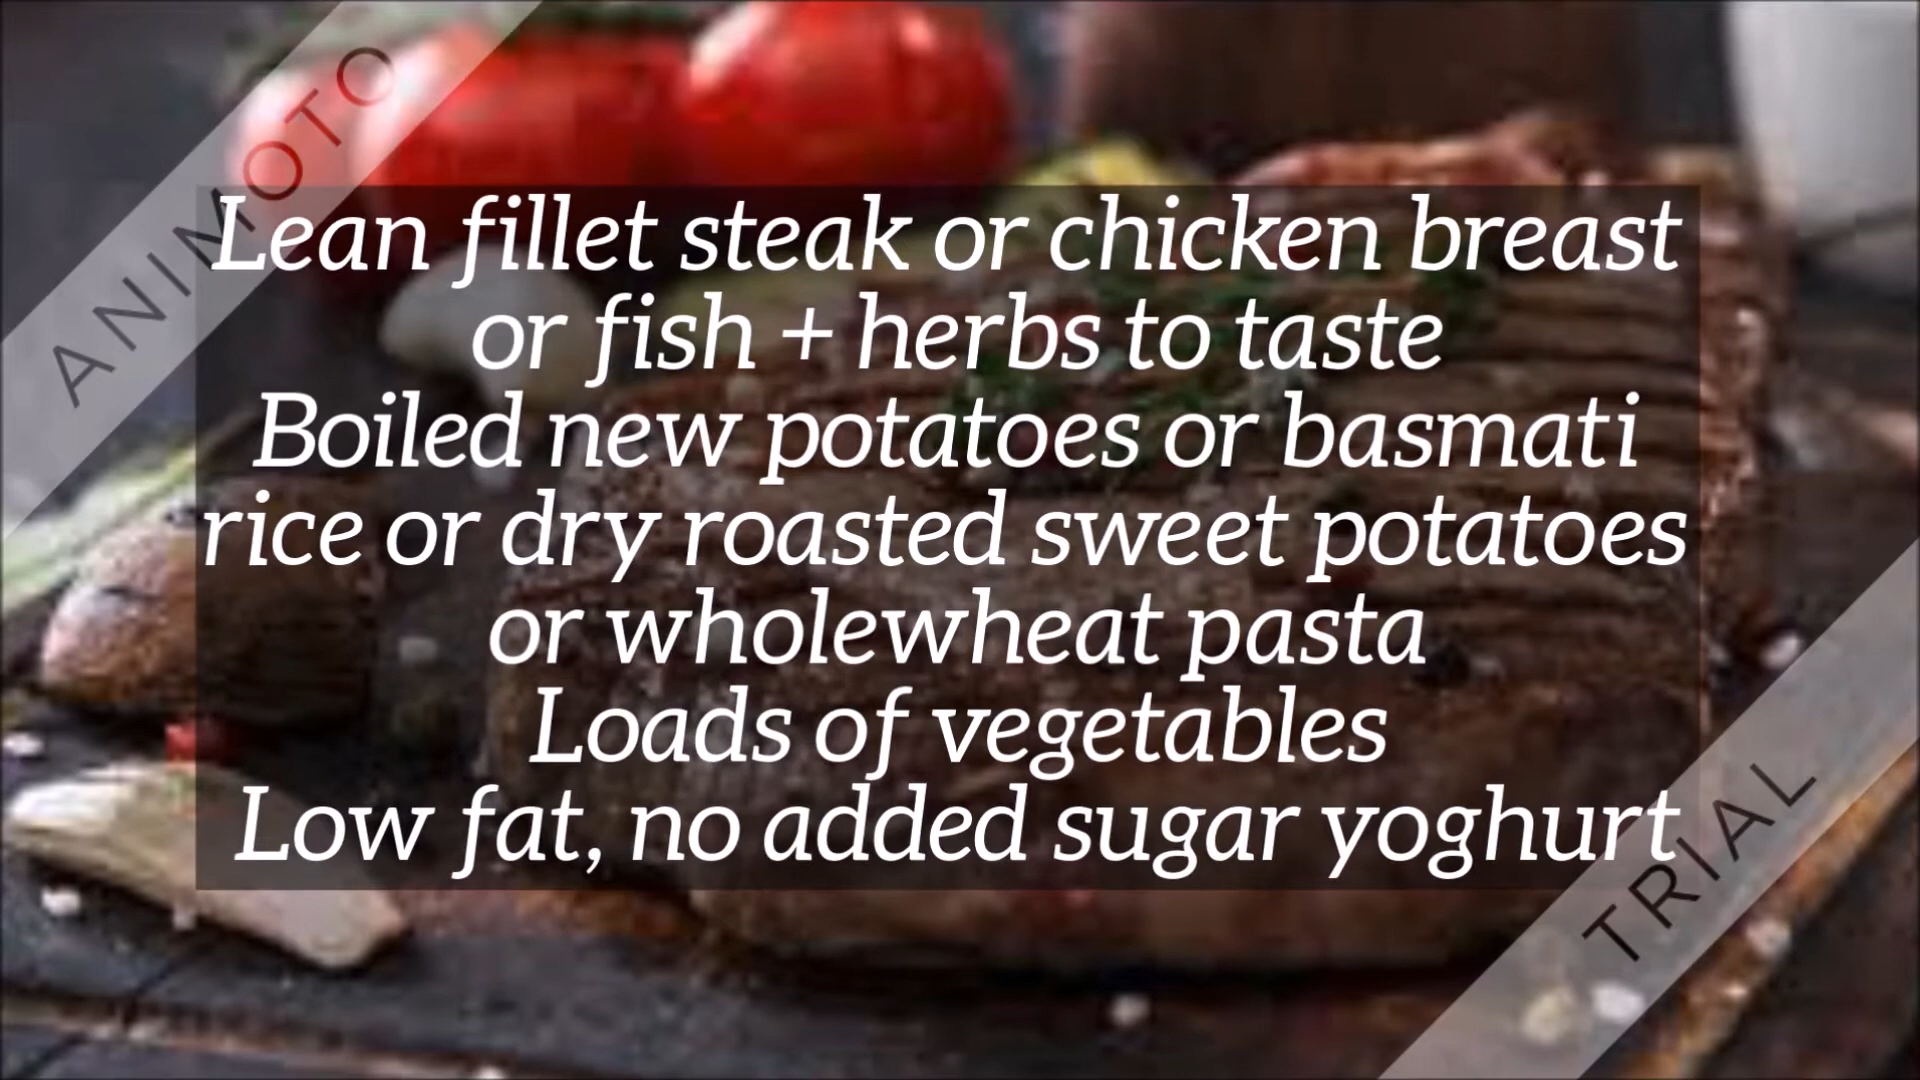 ANIMOTO
Lean fillet steak or chicken breast
or fish + herbs to taste
Boiled new potatoes or basmati
rice or dry roasted sweet potatoes
or wholewheat pasta
Loads of vegetables
Low fat, no added sugar yoghurt
TRIAL